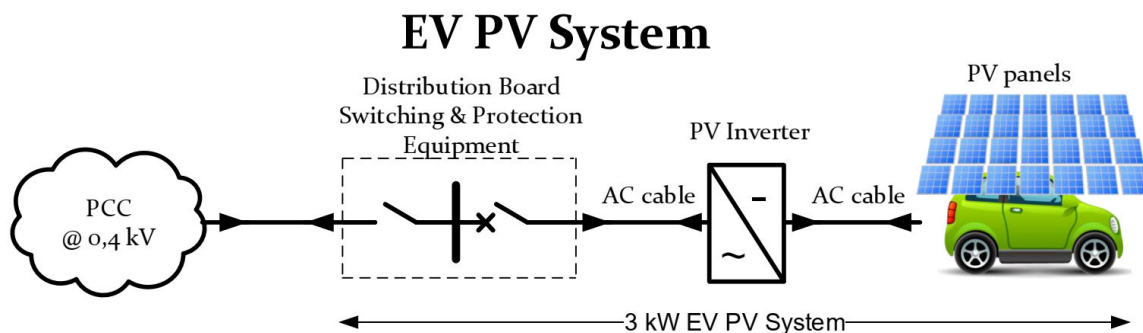 EV PV System
Distribution Board
Switching & Protection
Equipment
PV panels
PV Inverter
PCC
@ 0,4 kV
AC cable
-
~
AC cable
3 kW EV PV System